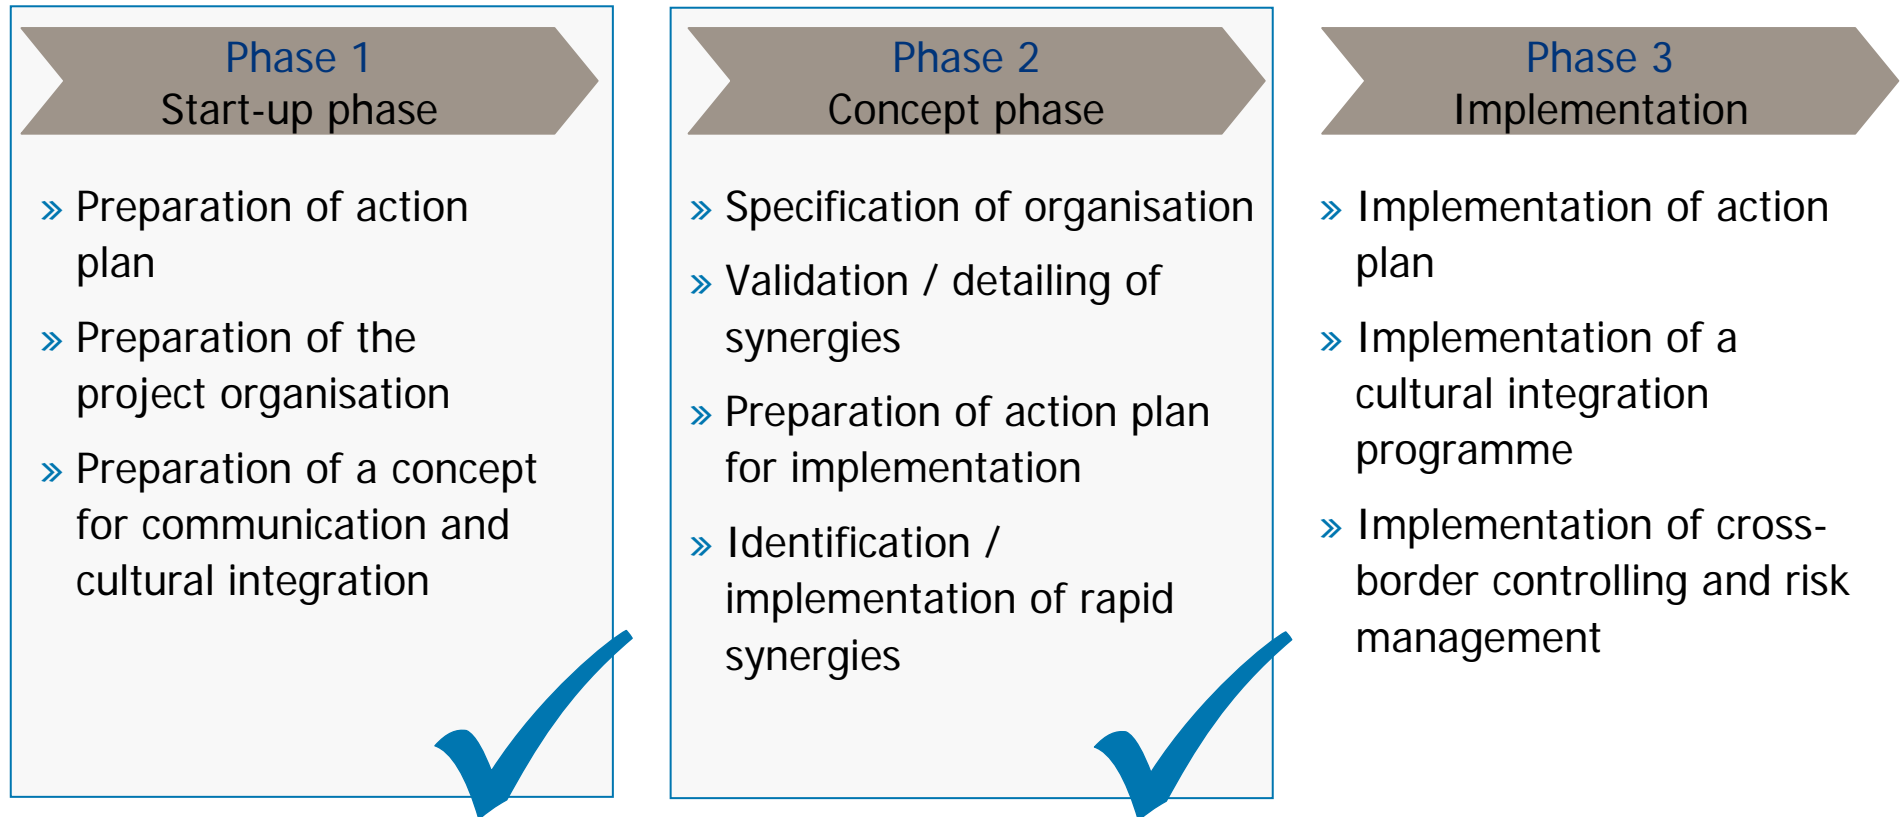 Phase 1
Start-up phase
» Preparation of action
plan
» Preparation of the
project organisation
» Preparation of a concept
for communication and
cultural integration
Phase 2
Concept phase
» Specification of organisation
» Validation / detailing of
synergies
» Preparation of action plan
for implementation
» Identification /
implementation of rapid
synergies
Phase 3
Implementation
» Implementation of action
plan
» Implementation of a
cultural integration
programme
» Implementation of cross-
border controlling and risk
management